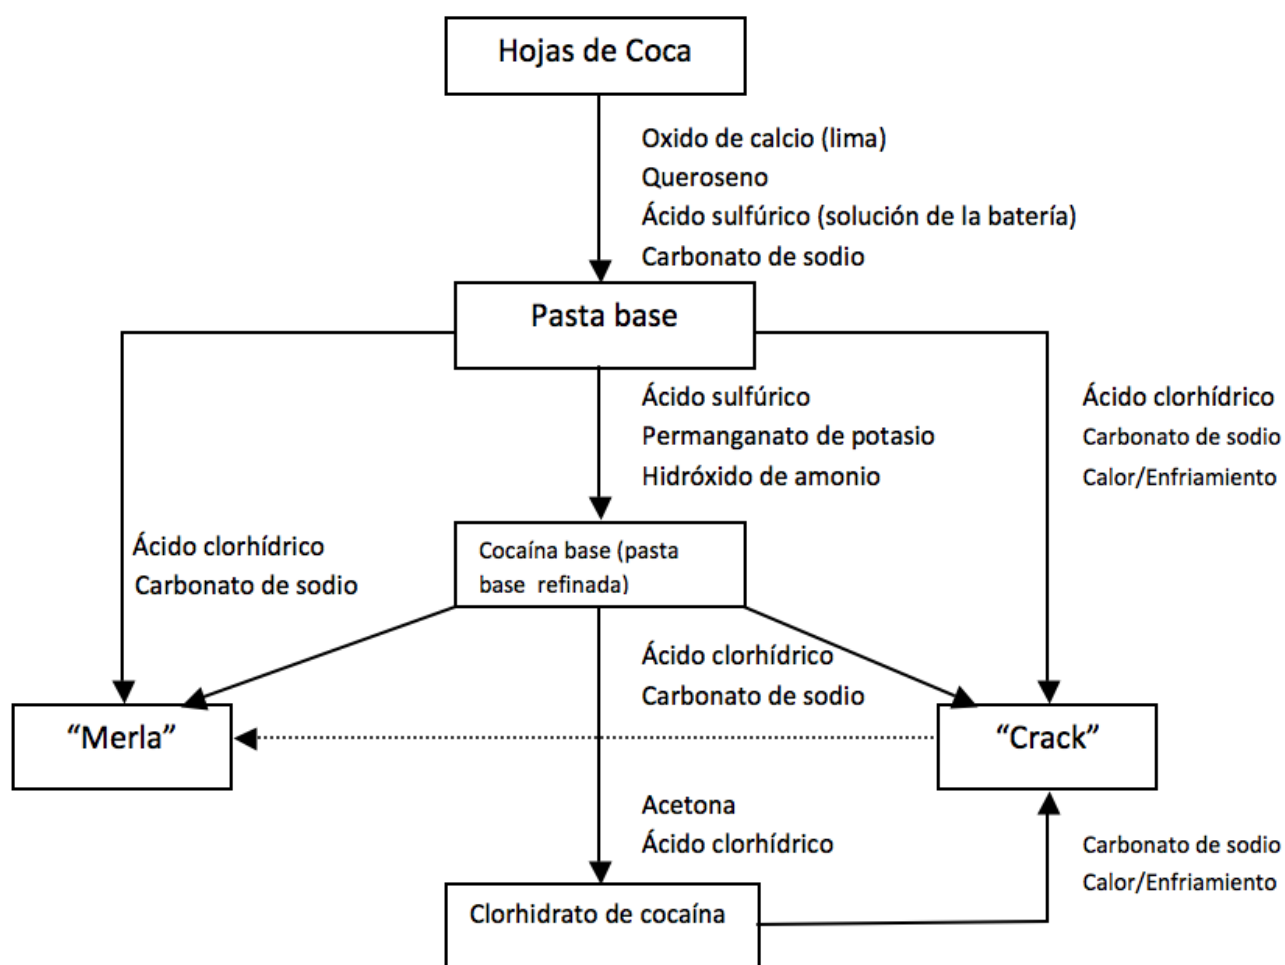 Hojas de Coca
Oxido de calcio (lima)
Queroseno
Ácido sulfúrico (solución de la batería)
Carbonato de sodio
Pasta base
Ácido sulfúrico
Permanganato de potasio
Hidróxido de amonio
Ácido clorhídrico
Carbonato de sodio
Calor/Enfriamiento
Ácido clorhídrico
Carbonato de sodio
Cocaína base (pasta
base refinada)
Ácido clorhídrico
Carbonato de sodio
“Merla”
“Crack”
Acetona
Ácido clorhídrico
Carbonato de sodio
Calor/Enfriamiento
Clorhidrato de cocaína